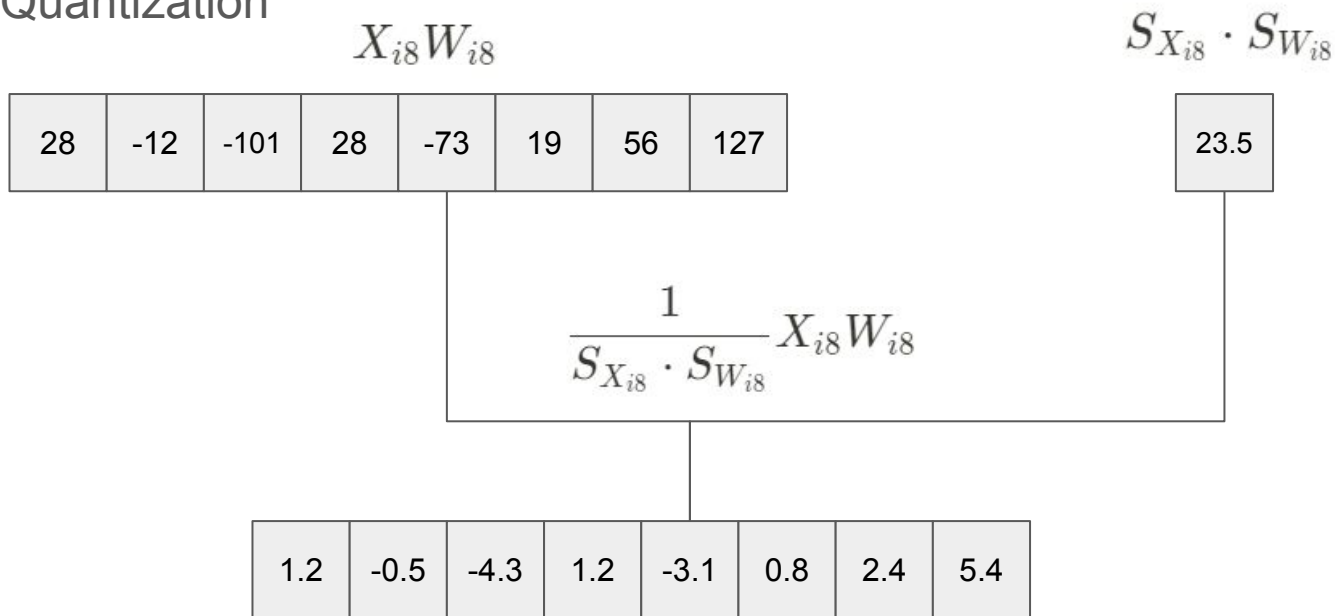 Quantization
X_{i8}W_{i8}
S_{X_{i8}} · S_{W_{i8}}
28 -12 -101 28 -73 19 56 127
23.5
\frac{1}{S_{X_{i8}} · S_{W_{i8}}} X_{i8}W_{i8}
1.2 -0.5 -4.3 1.2 -3.1 0.8 2.4 5.4